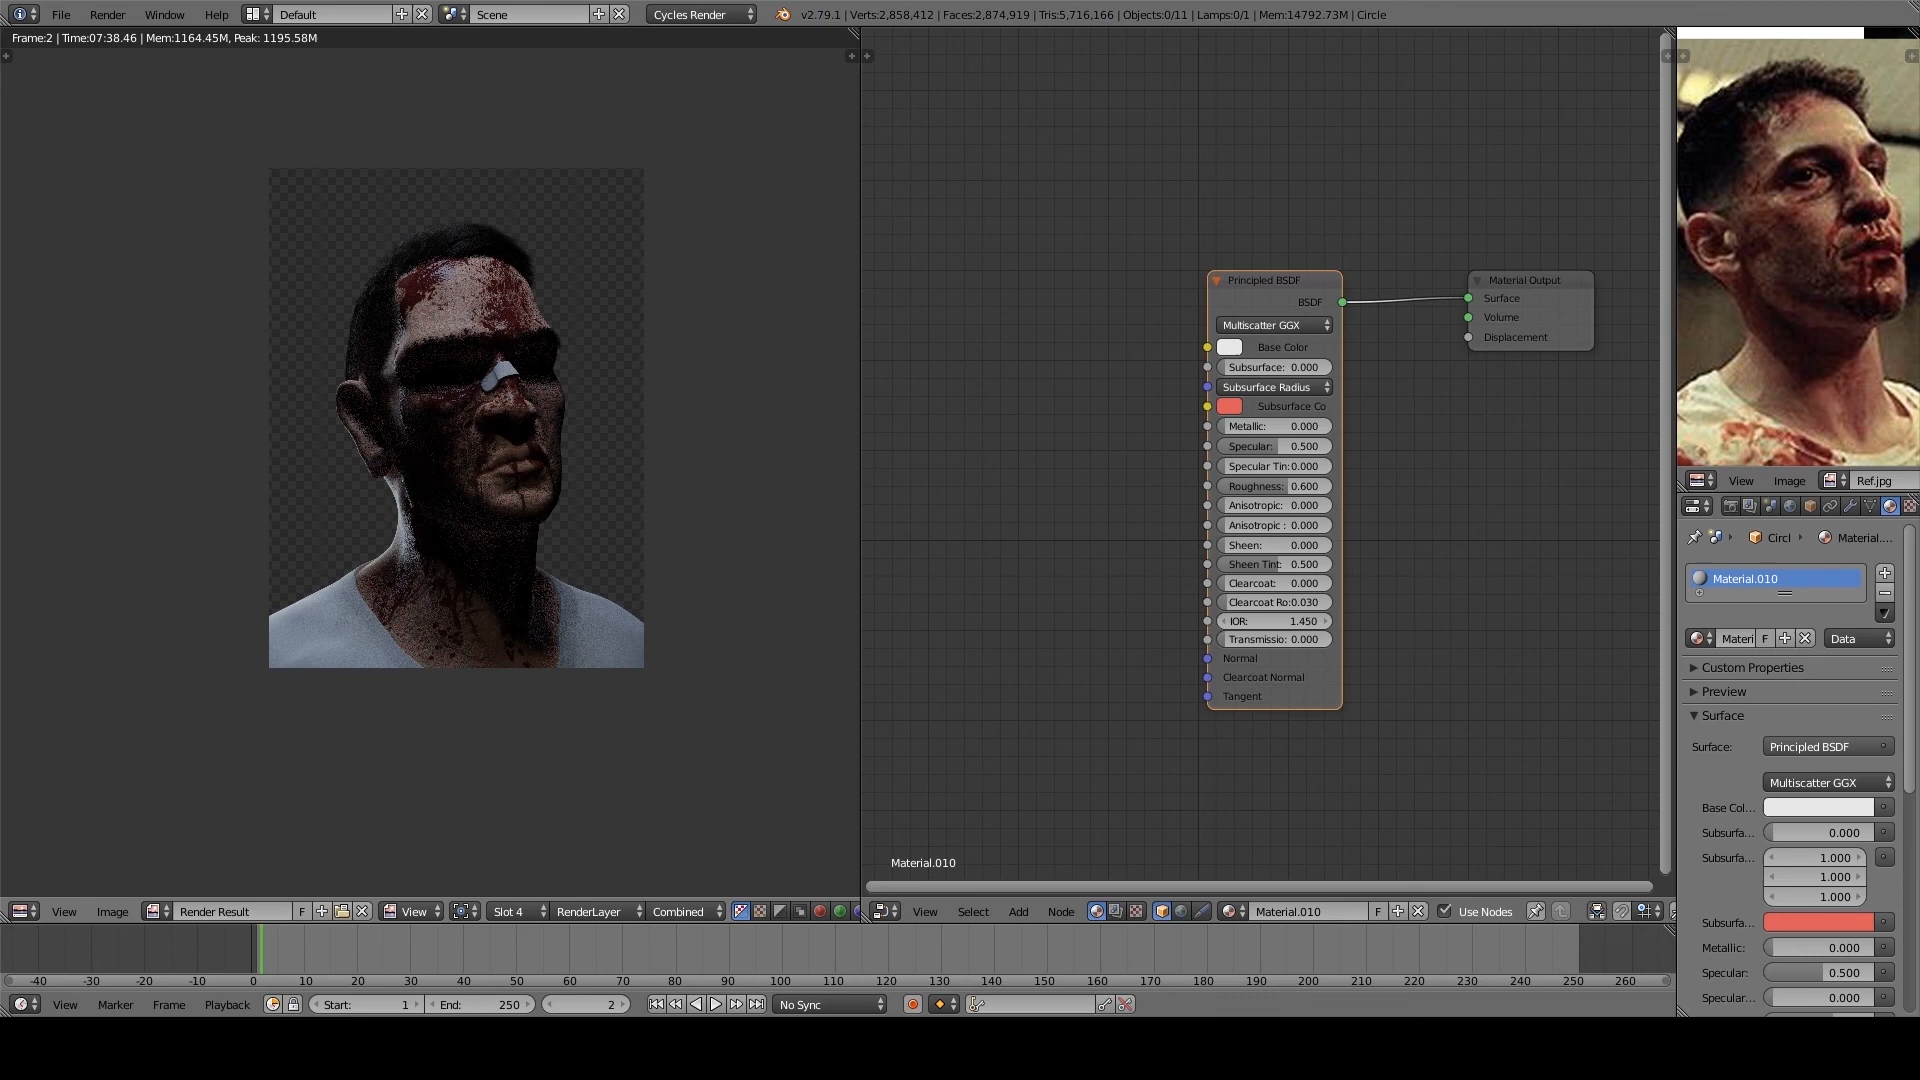 File Render Window Help Default Scene Cycles Render v2.79.1 | Verts:2,858,412 | Faces:2,874,919 | Tris:5,716,166 | Objects:0/11 | Lamps:0/1 | Mem:14792.73M | Circle
Frame:2 | Time:07:38.46 | Mem:1164.45M, Peak: 1195.58M
Principled BSDF
BSDF
Multiscatter GGX
Base Color
Subsurface: 0.000
Subsurface Radius
Subsurface Co
Metallic: 0.000
Specular: 0.500
Specular Tin:0.000
Roughness: 0.600
Anisotropic: 0.000
Anisotropic : 0.000
Sheen: 0.000
Sheen Tint: 0.500
Clearcoat: 0.000
Clearcoat Ro:0.030
IOR: 1.450
Transmissio: 0.000
Normal
Clearcoat Normal
Tangent
Material Output
Surface
Volume
Displacement
Material.010
View Image Ref.jpg
Circl Material....
Material.010
Materi F Data
Custom Properties
Preview
Surface
Surface: Principled BSDF
Multiscatter GGX
Base Col...
Subsurfa... 0.000
Subsurfa... 1.000
1.000
1.000
Subsurfa...
Metallic: 0.000
Specular: 0.500
Specular... 0.000
View Image Render Result F View Slot 4 RenderLayer Combined
View Select Add Node Material.010 F Use Nodes
-40 -30 -20 -10 0 10 20 30 40 50 60 70 80 90 100 110 120 130 140 150 160 170 180 190 200 210 220 230 240 250 260
View Marker Frame Playback Start: 1 End: 250 2 No Sync